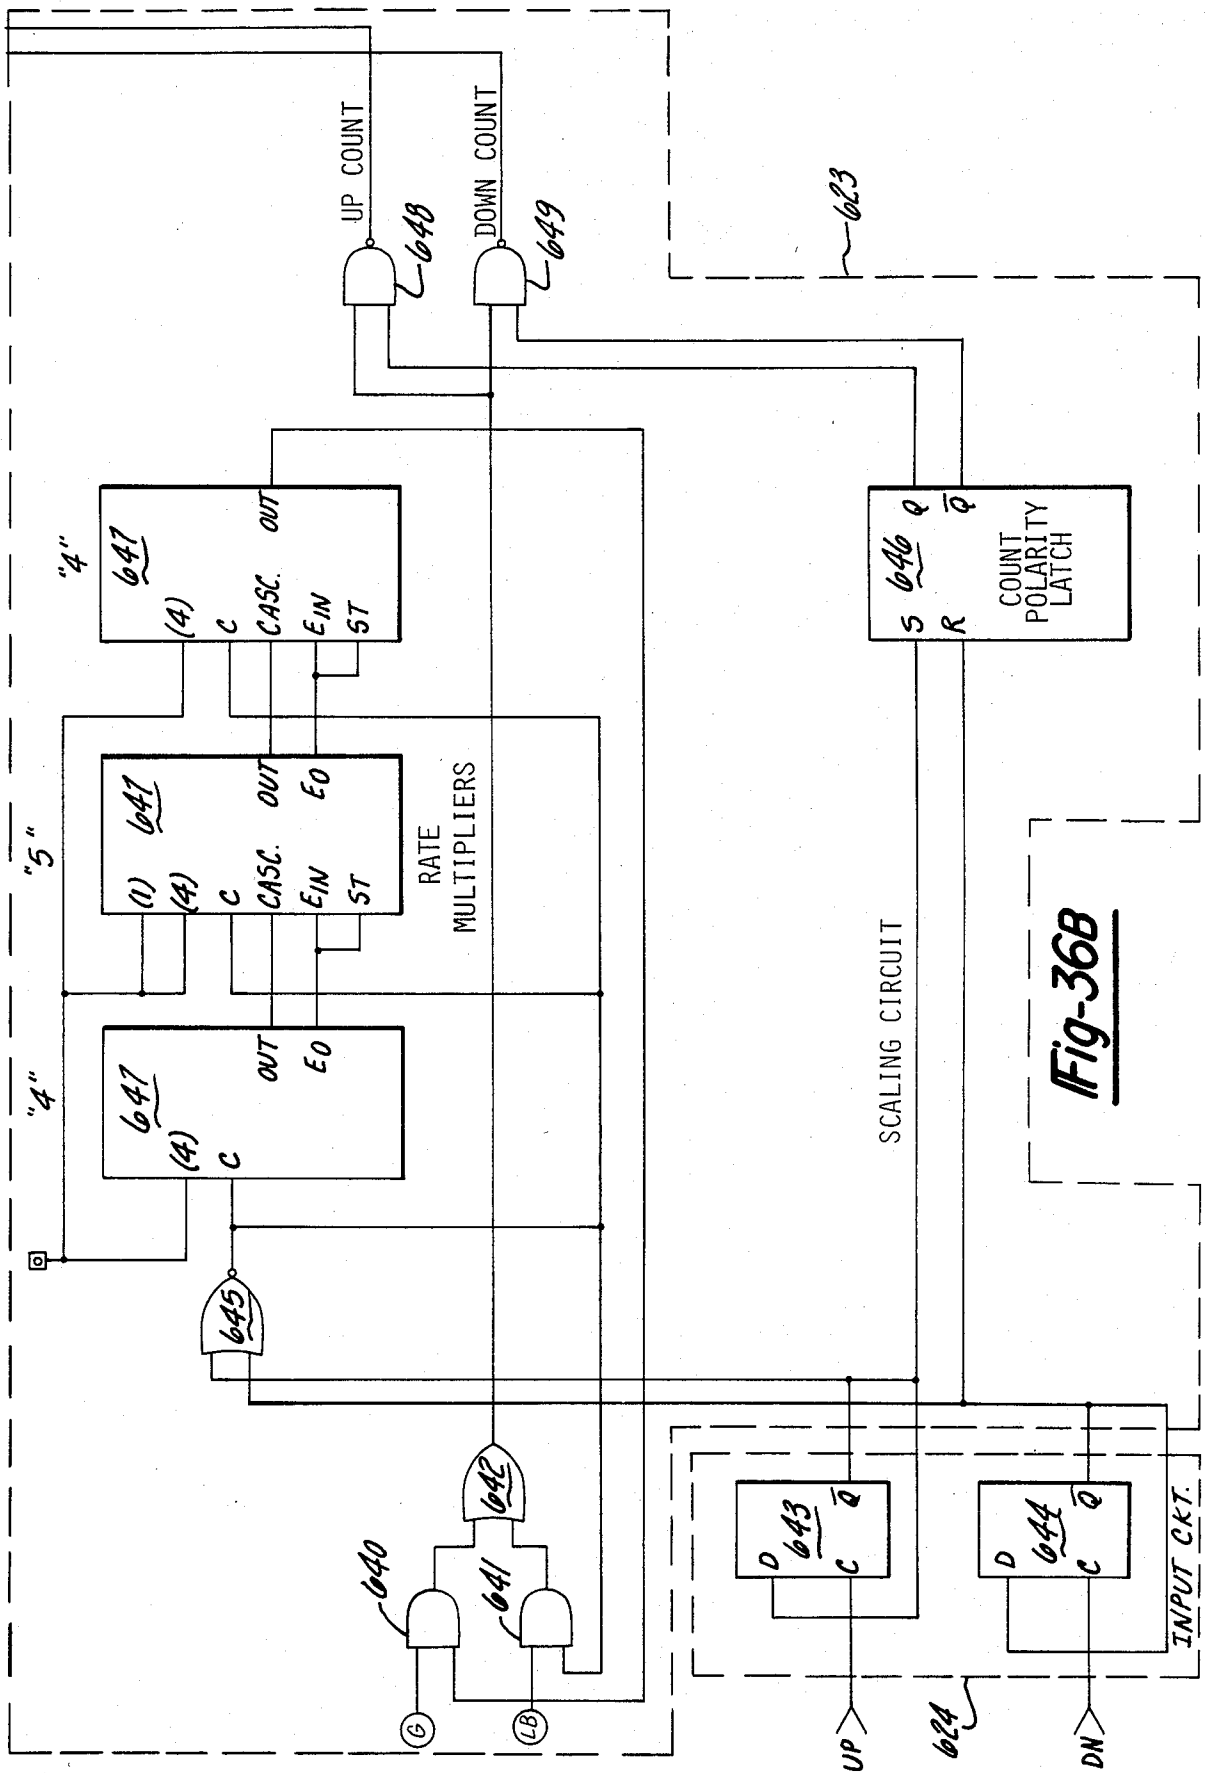 UP COUNT
DOWN COUNT
648
649
623
"4"
647
(4)
C
CASC.
EIN
ST
OUT
"5"
647
(1)
(4)
C
CASC.
EIN
ST
OUT
EO
RATE
MULTIPLIERS
"4"
647
(4)
C
OUT
EO
645
642
640
641
G
LB
S
R
646
Q
Q̅
COUNT
POLARITY
LATCH
SCALING CIRCUIT
D
643
C
Q̅
D
644
C
Q̅
INPUT CKT.
UP
624
DN
Fig-36B